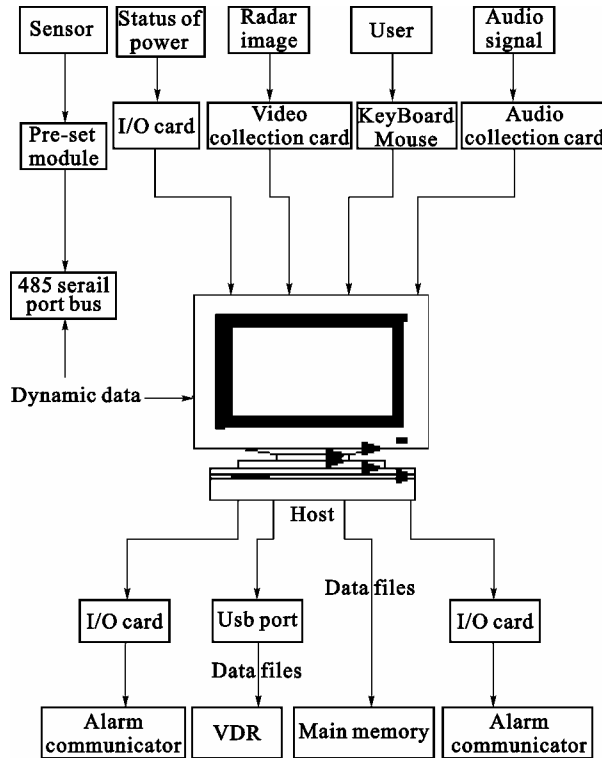 Sensor
Status of
power
Radar
image
User
Audio
signal
Pre-set
module
I/O card
Video
collection card
KeyBoard
Mouse
Audio
collection card
485 serail
port bus
Dynamic data
Host
Data files
I/O card
Usb port
I/O card
Data files
Alarm
communicator
VDR
Main memory
Alarm
communicator